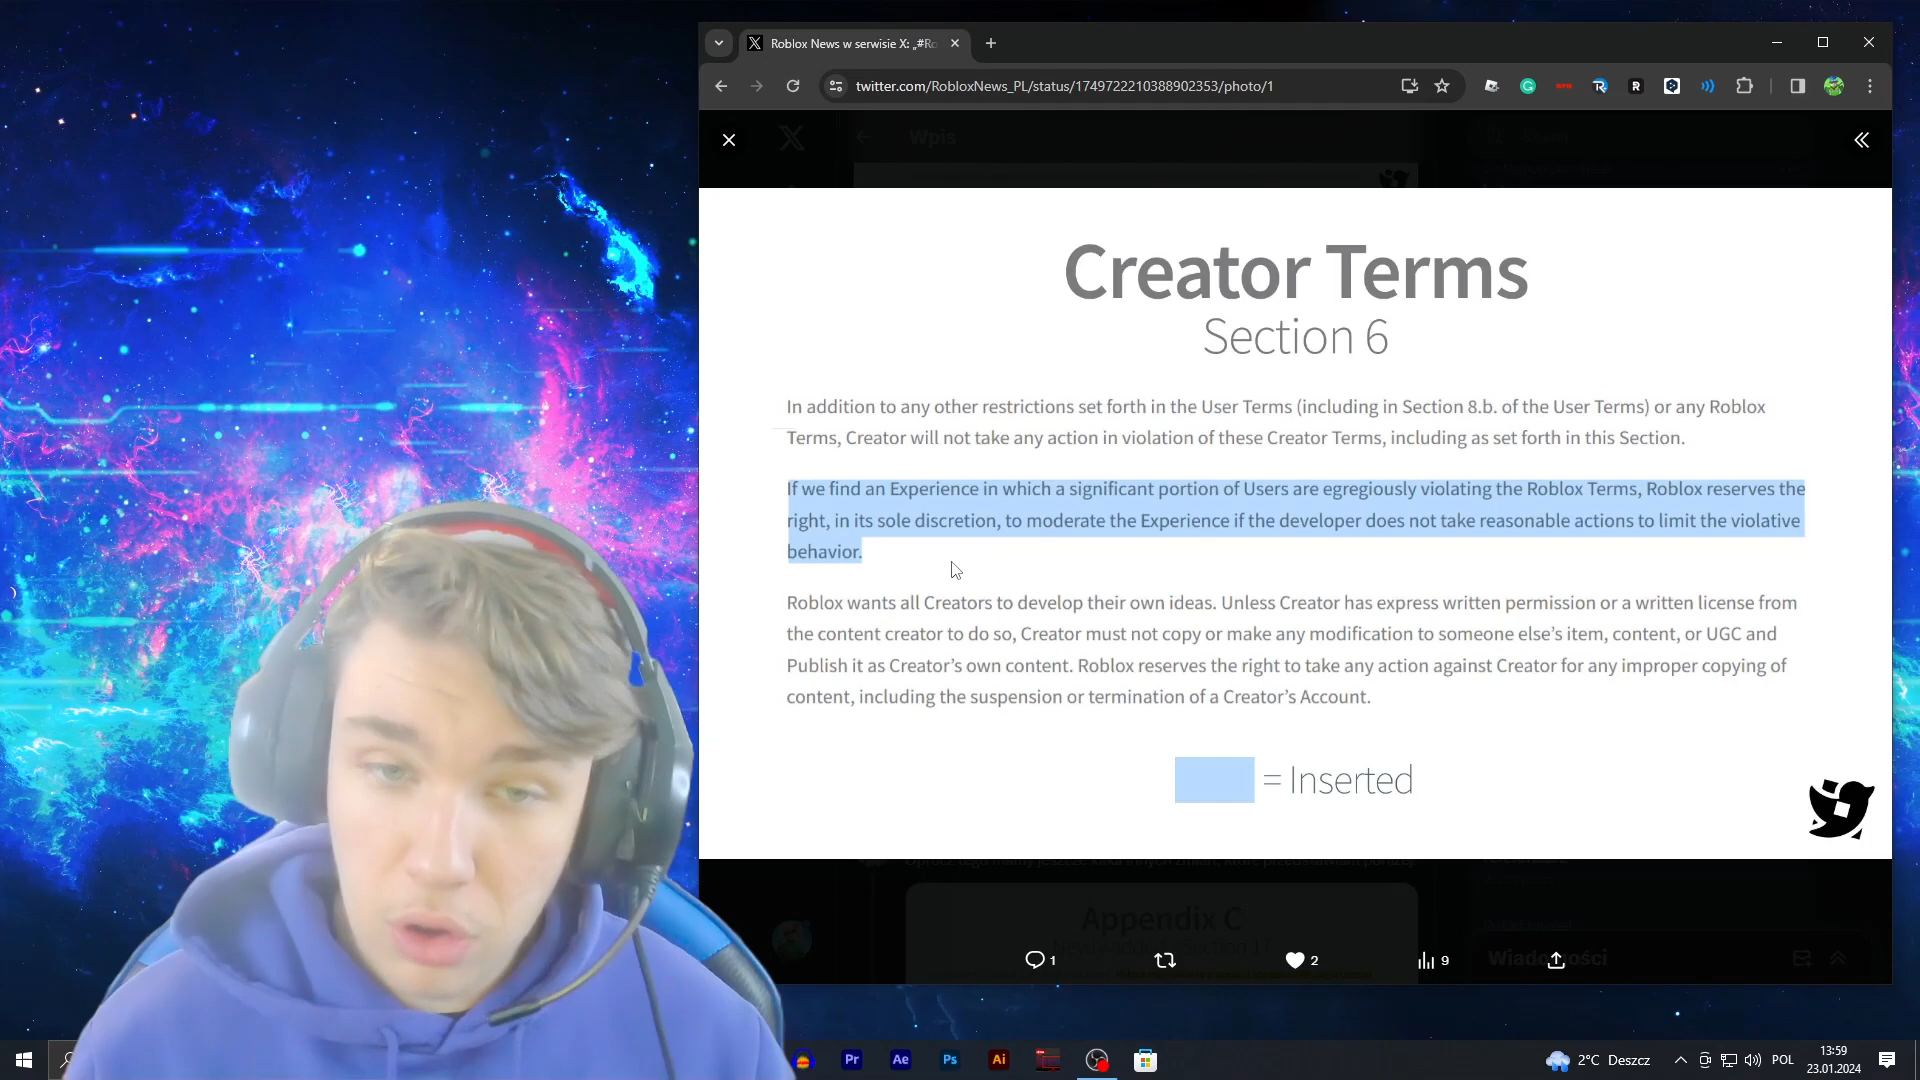 Roblox News w serwisie X: „#Ro
twitter.com/RobloxNews_PL/status/1749722210388902353/photo/1
Wpis
Creator Terms
Section 6
In addition to any other restrictions set forth in the User Terms (including in Section 8.b. of the User Terms) or any Roblox
Terms, Creator will not take any action in violation of these Creator Terms, including as set forth in this Section.
If we find an Experience in which a significant portion of Users are egregiously violating the Roblox Terms, Roblox reserves the
right, in its sole discretion, to moderate the Experience if the developer does not take reasonable actions to limit the violative
behavior.
Roblox wants all Creators to develop their own ideas. Unless Creator has express written permission or a written license from
the content creator to do so, Creator must not copy or make any modification to someone else’s item, content, or UGC and
Publish it as Creator’s own content. Roblox reserves the right to take any action against Creator for any improper copying of
content, including the suspension or termination of a Creator’s Account.
= Inserted
Appendix C
1
2
9
Wiadomości
Pr
Ae
Ps
Ai
2°C Deszcz
POL
13:59
23.01.2024